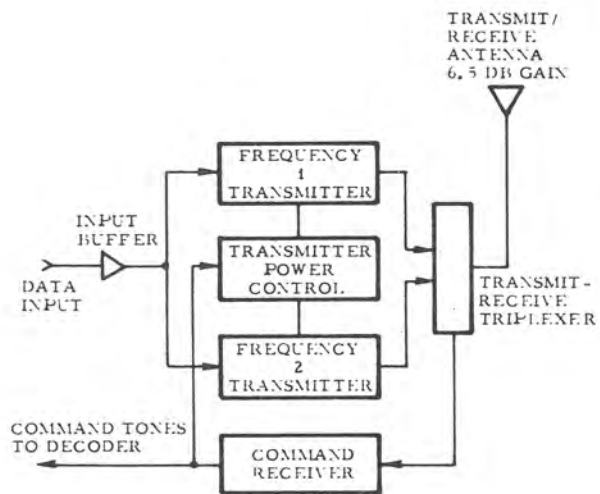 TRANSMIT/
RECEIVE
ANTENNA
6.5 DB GAIN
FREQUENCY
1
TRANSMITTER
INPUT
BUFFER
DATA
INPUT
TRANSMITTER
POWER
CONTROL
TRANSMIT-
RECEIVE
TRIPLEXER
FREQUENCY
2
TRANSMITTER
COMMAND TONES
TO DECODER
COMMAND
RECEIVER